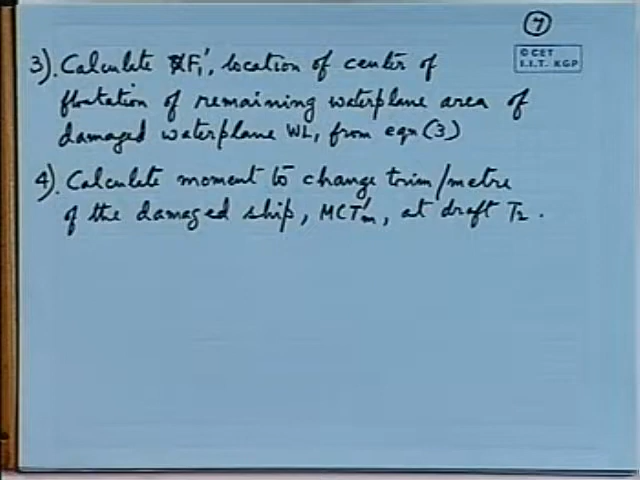 7
© CET
I.I.T. KGP
3). Calculate F₁', location of center of
floatation of remaining waterplane area of
damaged waterplane WL, from eqn (3)
4). Calculate moment to change trim/metre
of the damaged ship, MCT'm, at draft T₂.